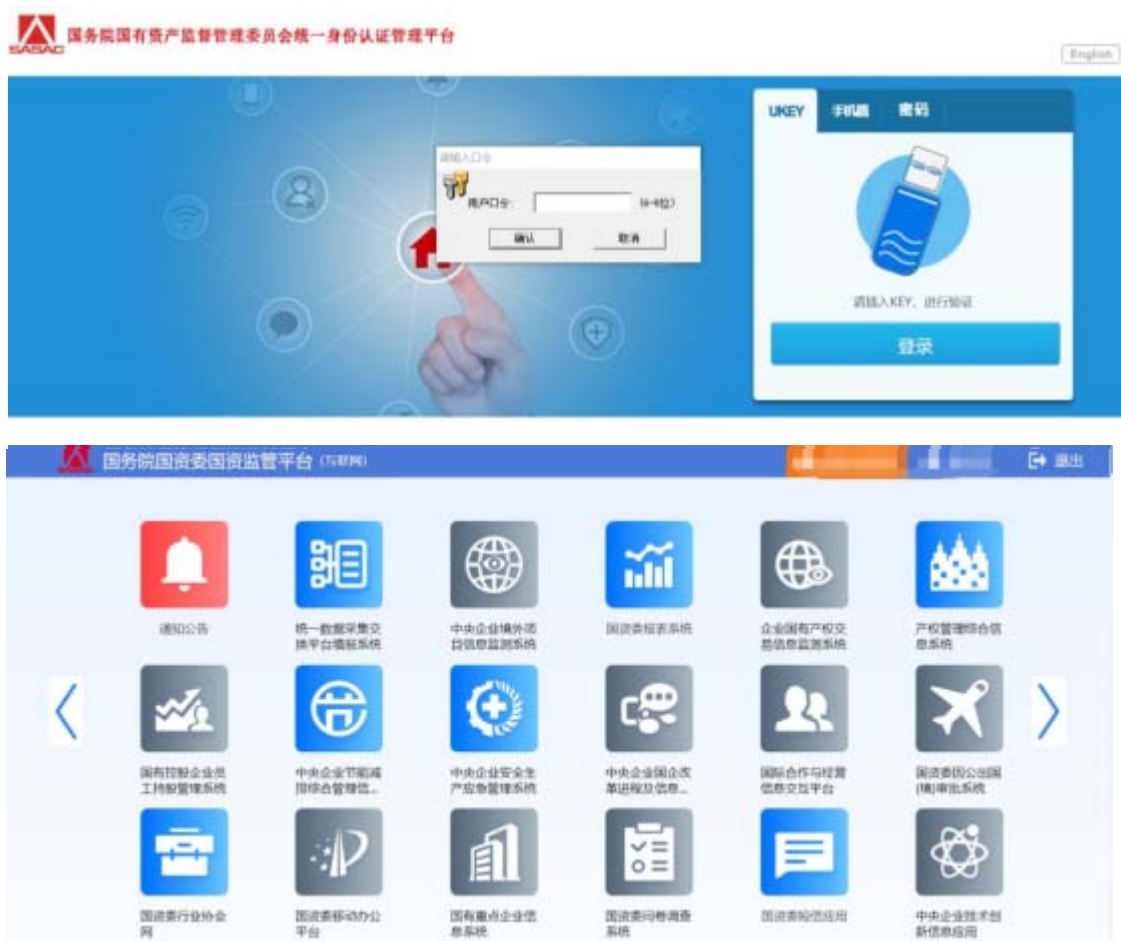 国务院国有资产监督管理委员会统一身份认证管理平台
SASAC
English
UKEY 手机盾 密码
请输入口令
用户口令:
确认 取消
请插入KEY，进行验证
登录
国务院国资委国资监管平台 (互联网)
退出
通知公告
统一数据采集交
换平台填报系统
中央企业境外项
目信息监测系统
国资委报表系统
企业国有产权交
易信息监测系统
产权管理综合信
息系统
国有控股企业员
工持股管理系统
中央企业节能减
排综合管理信...
中央企业安全生
产应急管理系统
中央企业国企改
革进程及信息...
国际合作与经营
信息交互平台
国资委因公出国
(境)审批系统
国资委行业协会
网
国资委移动办公
平台
国有重点企业信
息系统
国资委问卷调查
系统
国资委短信应用
中央企业技术创
新信息应用